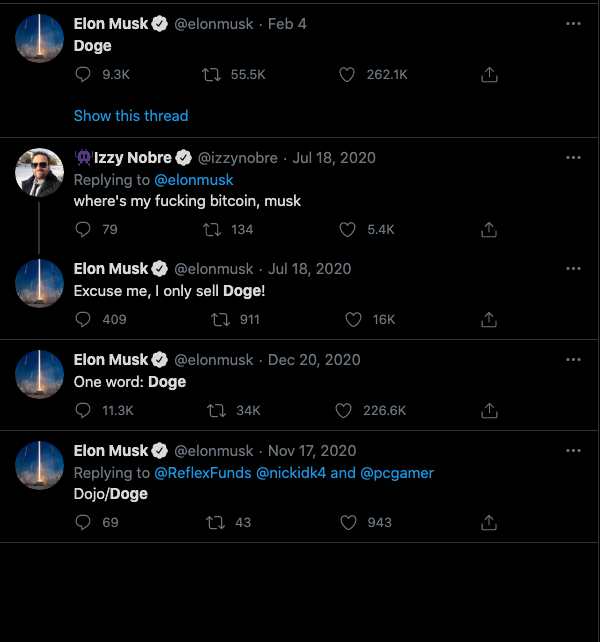 Elon Musk @elonmusk · Feb 4
Doge
9.3K 55.5K 262.1K
Show this thread
👾Izzy Nobre @izzynobre · Jul 18, 2020
Replying to @elonmusk
where's my fucking bitcoin, musk
79 134 5.4K
Elon Musk @elonmusk · Jul 18, 2020
Excuse me, I only sell Doge!
409 911 16K
Elon Musk @elonmusk · Dec 20, 2020
One word: Doge
11.3K 34K 226.6K
Elon Musk @elonmusk · Nov 17, 2020
Replying to @ReflexFunds @nickidk4 and @pcgamer
Dojo/Doge
69 43 943